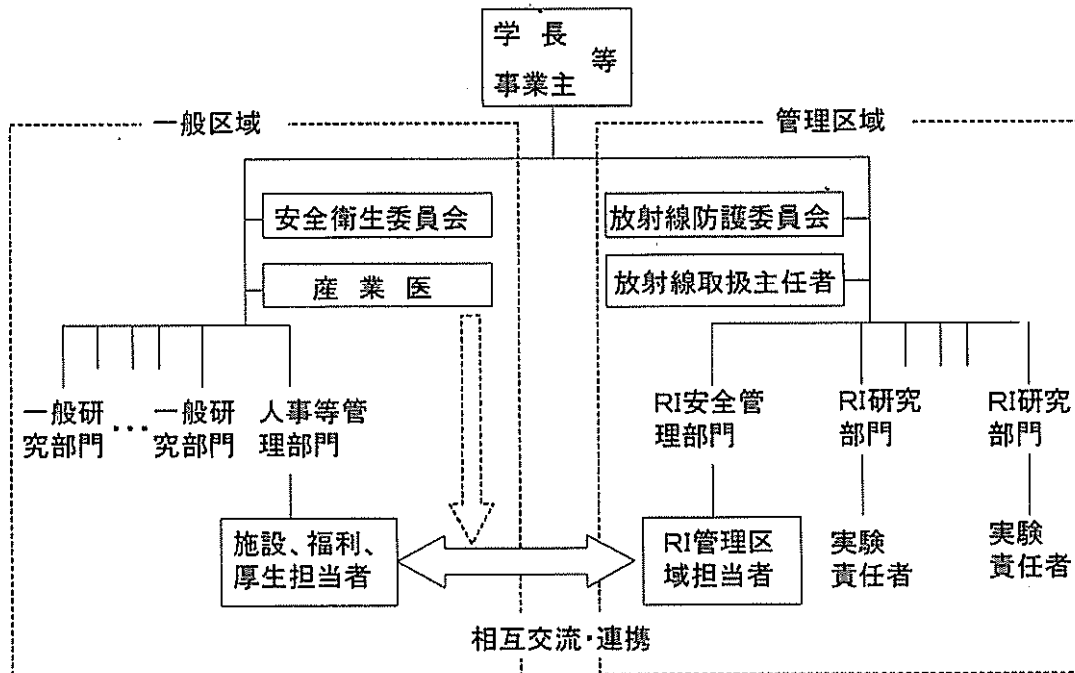 学長
事業主
等
一般区域
管理区域
安全衛生委員会
産業医
放射線防護委員会
放射線取扱主任者
一般研
究部門
・・・
一般研
究部門
人事等管
理部門
RI安全管
理部門
RI研究
部門
RI研究
部門
施設、福利、
厚生担当者
RI管理区
域担当者
実験
責任者
実験
責任者
相互交流・連携